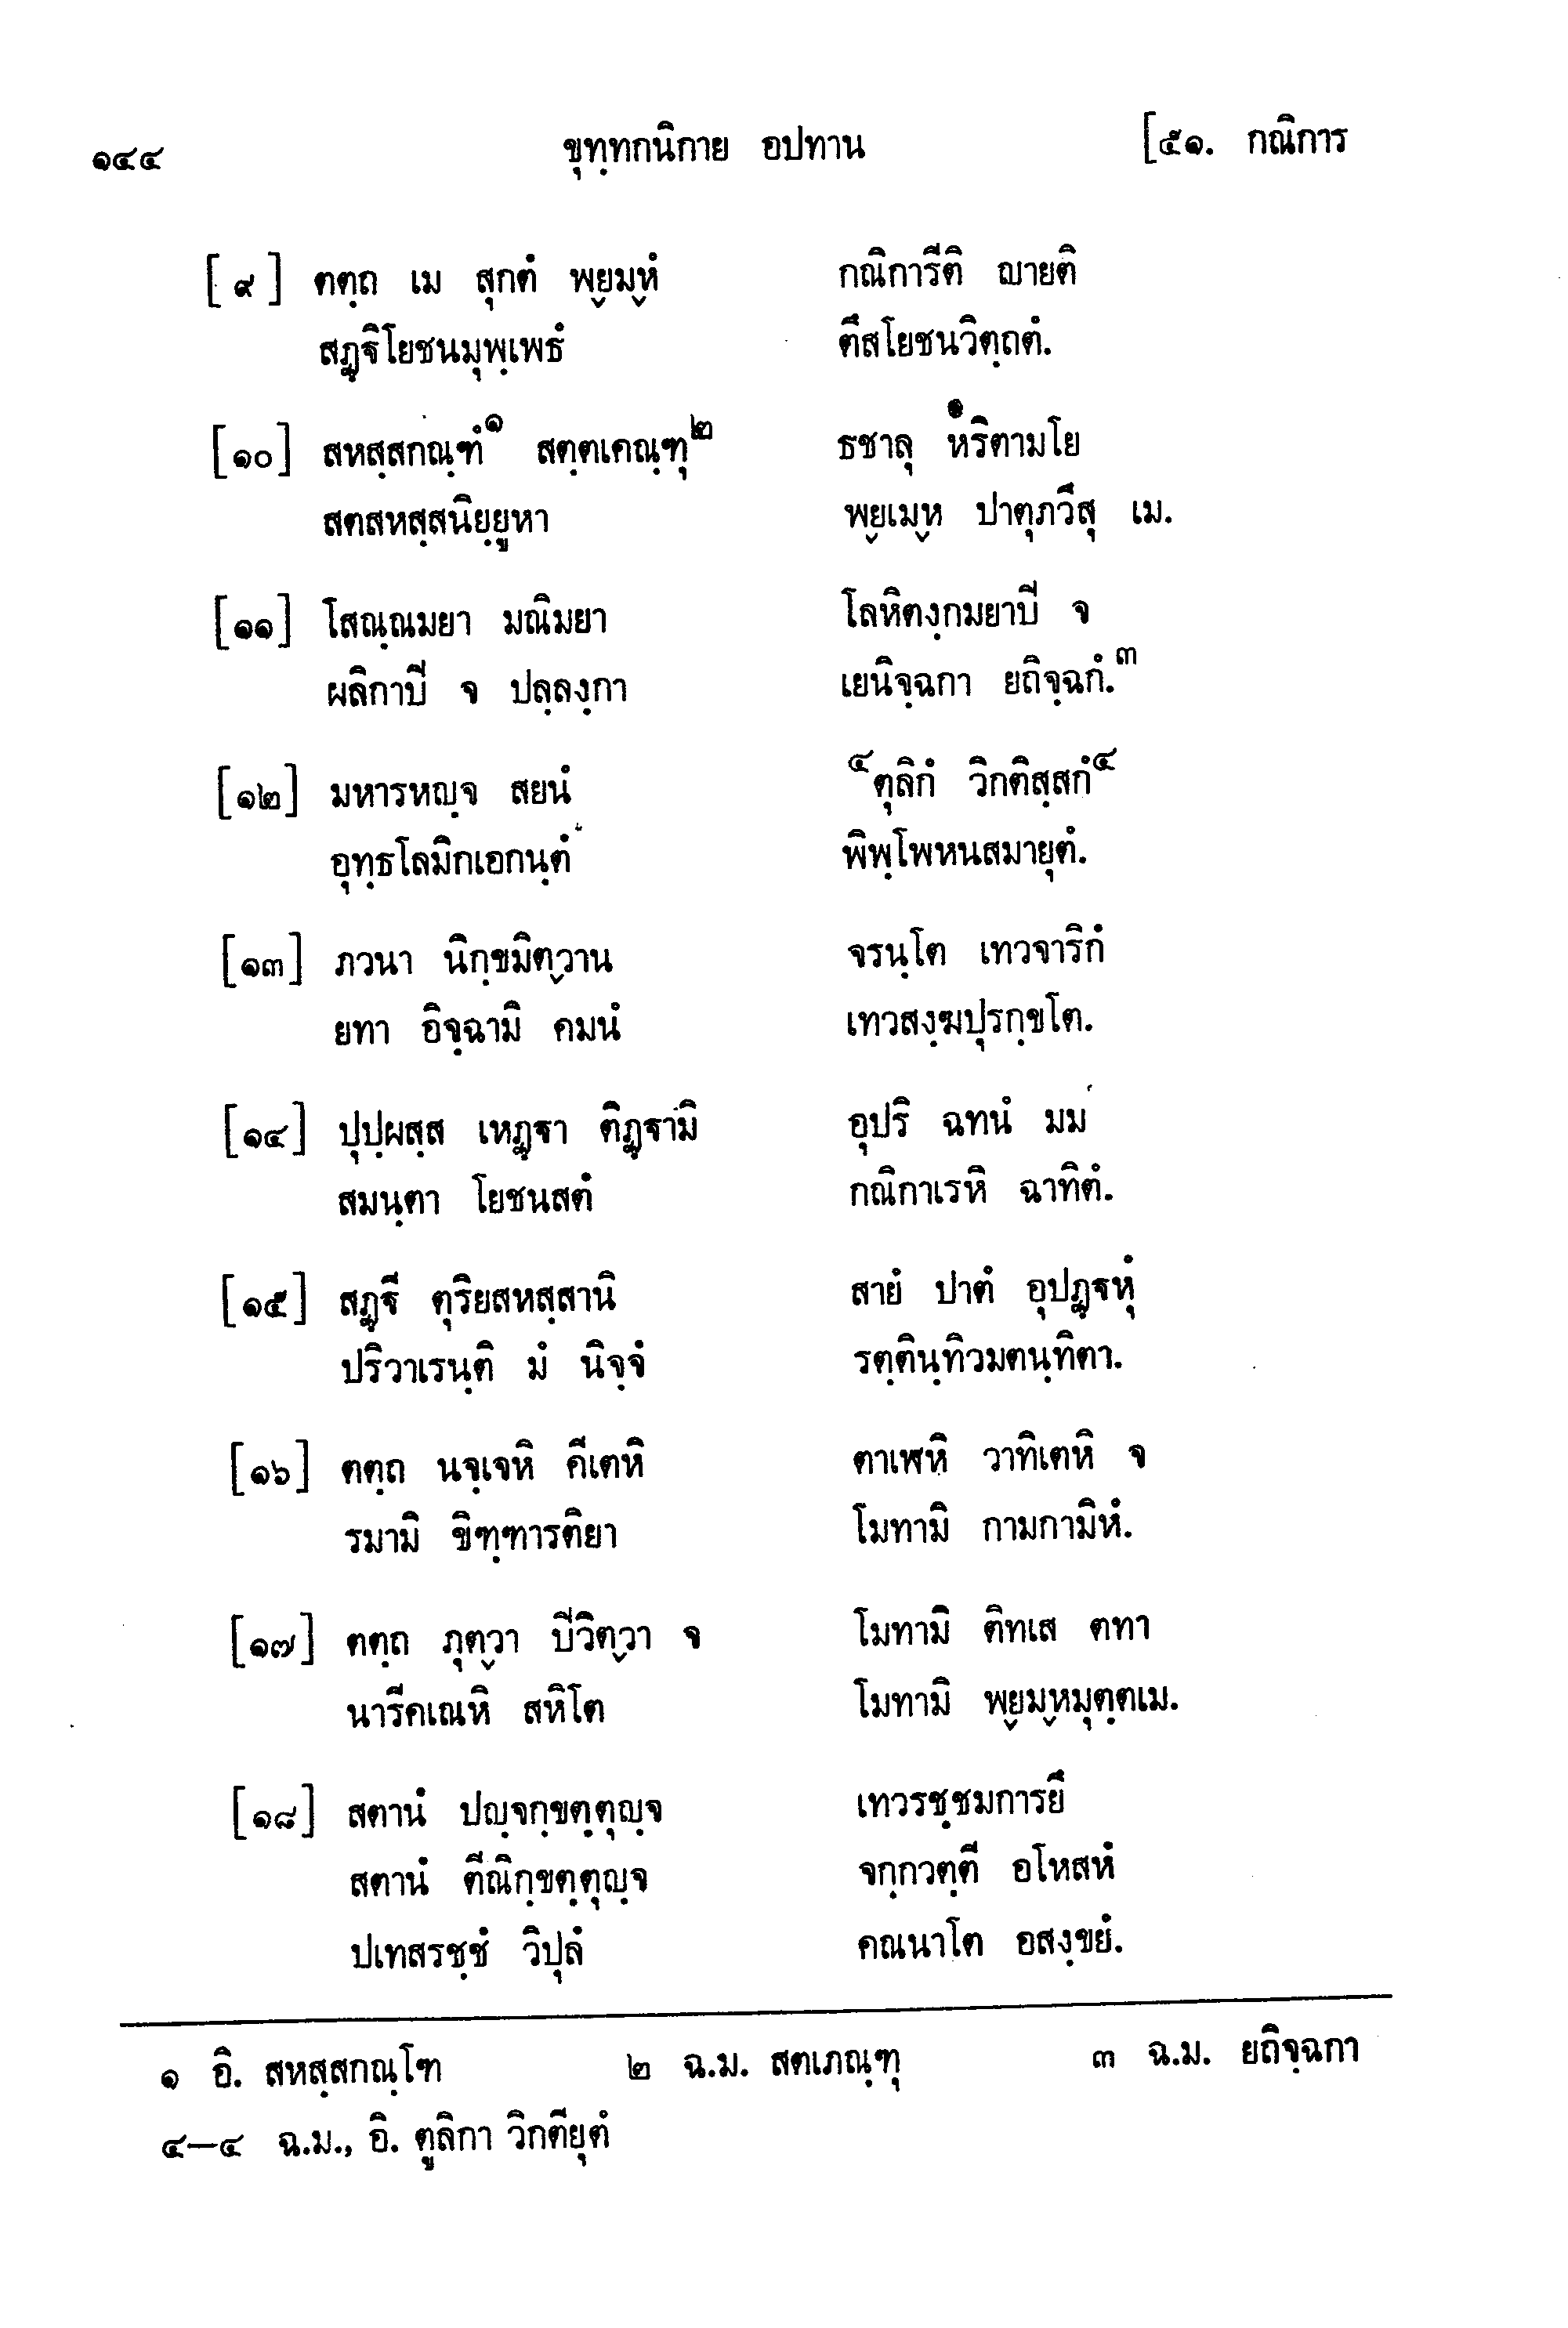 ๑๔๔ ขุทฺทกนิกาย อปทาน [๕๑. กณิการ
[๙] ตตฺถ เม สุกตํ พฺยมฺหํ กณิการีติ ญายติ
สฏฺฐิโยชนมุพฺเพธํ ตึสโยชนวิตฺถตํ.
[๑๐] สหสฺสกณฺฑํ๑ สตฺตเคณฺฑุ๒ ธชาลุ หริตามโย
สตสหสฺสนิยฺยูหา พฺยเมฺห ปาตุภวึสุ เม.
[๑๑] โสณฺณมยา มณิมยา โลหิตงฺกมยาปิ จ
ผลิกาปิ จ ปลฺลงฺกา เยนิจฺฉกา ยถิจฺฉกํ.๓
[๑๒] มหารหญฺจ สยนํ ๔ตุลิกํ วิกติสฺสกํ๔
อุทฺธโลมิกเอกนฺตํ พิพฺโพหนสมายุตํ.
[๑๓] ภวนา นิกฺขมิตฺวาน จรนฺโต เทวจาริกํ
ยทา อิจฺฉามิ คมนํ เทวสงฺฆปุรกฺขโต.
[๑๔] ปุปฺผสฺส เหฏฺฐา ติฏฺฐามิ อุปริ ฉทนํ มม
สมนฺตา โยชนสตํ กณิกาเรหิ ฉาทิตํ.
[๑๕] สฏฺฐี ตุริยสหสฺสานิ สายํ ปาตํ อุปฏฺฐหุํ
ปริวาเรนฺติ มํ นิจฺจํ รตฺตินฺทิวมตนฺทิตา.
[๑๖] ตตฺถ นจฺเจหิ คีเตหิ ตาเฬหิ วาทิเตหิ จ
รมามิ ขิฑฺฑารติยา โมทามิ กามกามิหํ.
[๑๗] ตตฺถ ภุตฺวา ปิวิตฺวา จ โมทามิ ติทเส ตทา
นารีคเณหิ สหิโต โมทามิ พฺยมฺหมุตฺตเม.
[๑๘] สตานํ ปญฺจกฺขตฺตุญฺจ เทวรชฺชมการยึ
สตานํ ตีณิกฺขตฺตุญฺจ จกฺกวตฺตี อโหสหํ
ปเทสรชฺชํ วิปุลํ คณนาโต อสงฺขยํ.
๑ อิ. สหสฺสกณฺโฑ ๒ ฉ.ม. สตเภณฺฑุ ๓ ฉ.ม. ยถิจฺฉกา
๔—๔ ฉ.ม., อิ. ตูลิกา วิกตียุตํ